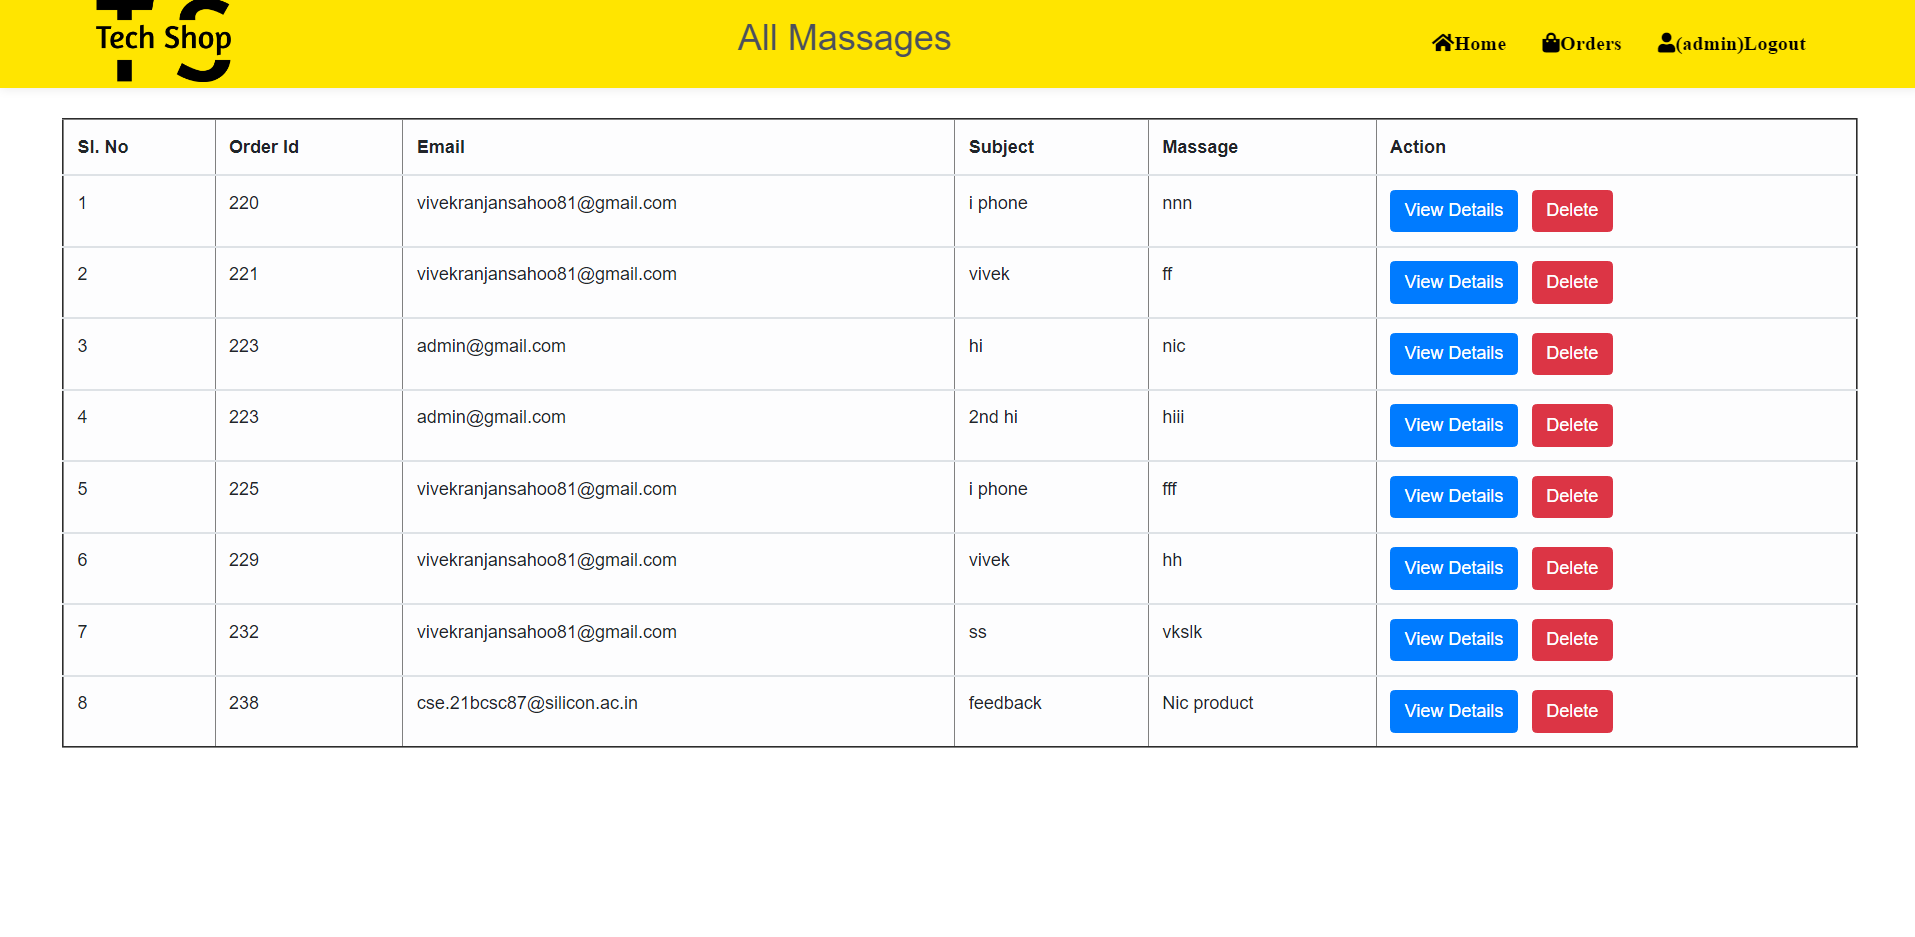 TS
Tech Shop
All Massages
Home Orders (admin)Logout
Sl. No Order Id Email Subject Massage Action
1 220 vivekranjansahoo81@gmail.com i phone nnn View Details Delete
2 221 vivekranjansahoo81@gmail.com vivek ff View Details Delete
3 223 admin@gmail.com hi nic View Details Delete
4 223 admin@gmail.com 2nd hi hiii View Details Delete
5 225 vivekranjansahoo81@gmail.com i phone fff View Details Delete
6 229 vivekranjansahoo81@gmail.com vivek hh View Details Delete
7 232 vivekranjansahoo81@gmail.com ss vkslk View Details Delete
8 238 cse.21bcsc87@silicon.ac.in feedback Nic product View Details Delete